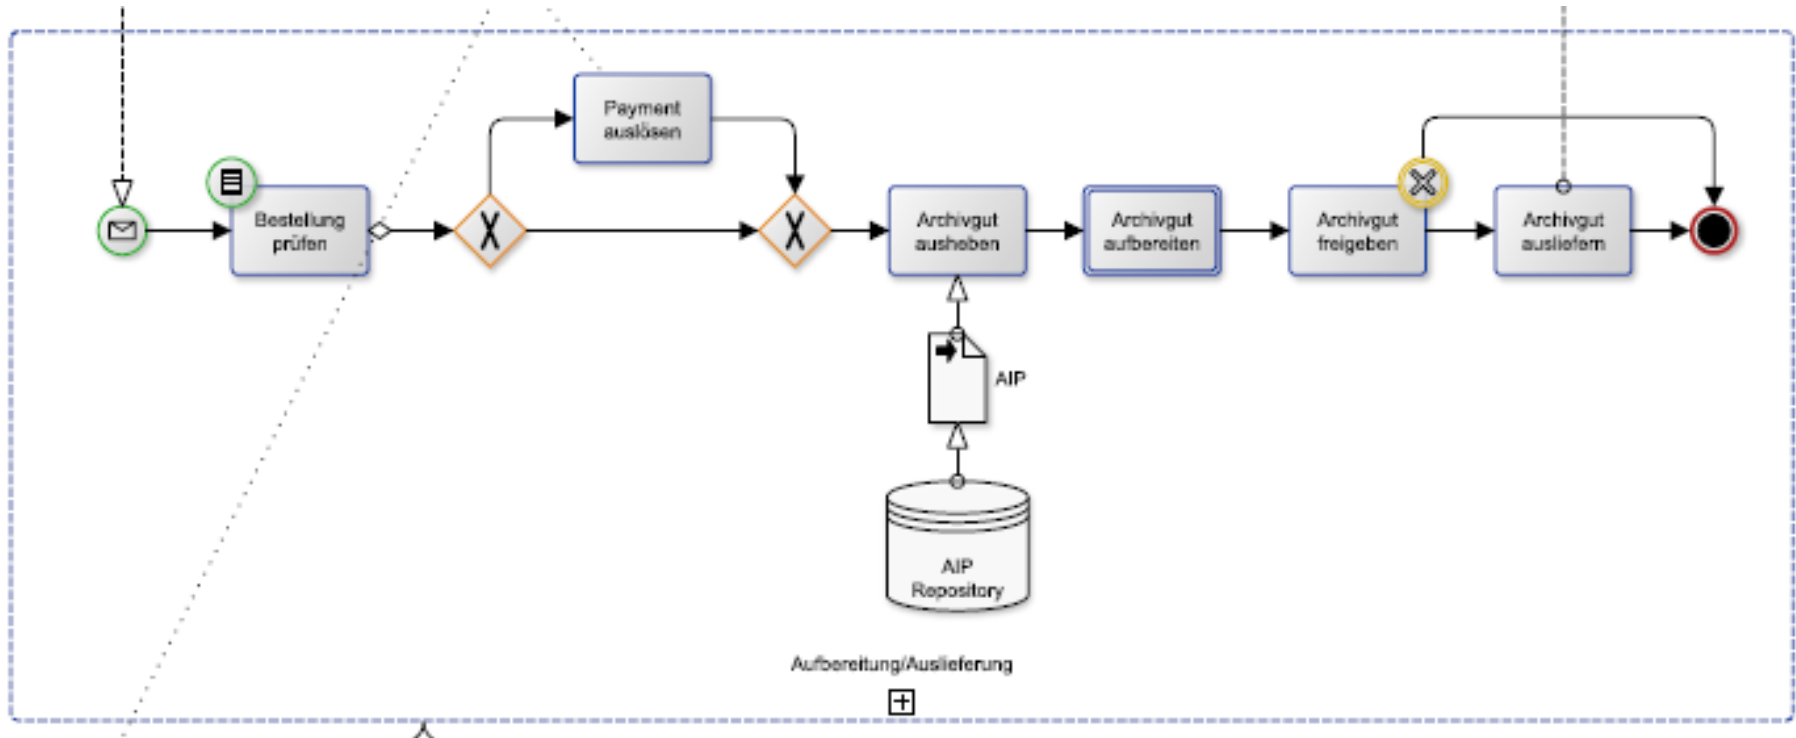 Payment
auslösen
Bestellung
prüfen
X
X
Archivgut
ausheben
Archivgut
aufbereiten
Archivgut
freigeben
Archivgut
ausliefern
AIP
AIP
Repository
Aufbereitung/Auslieferung